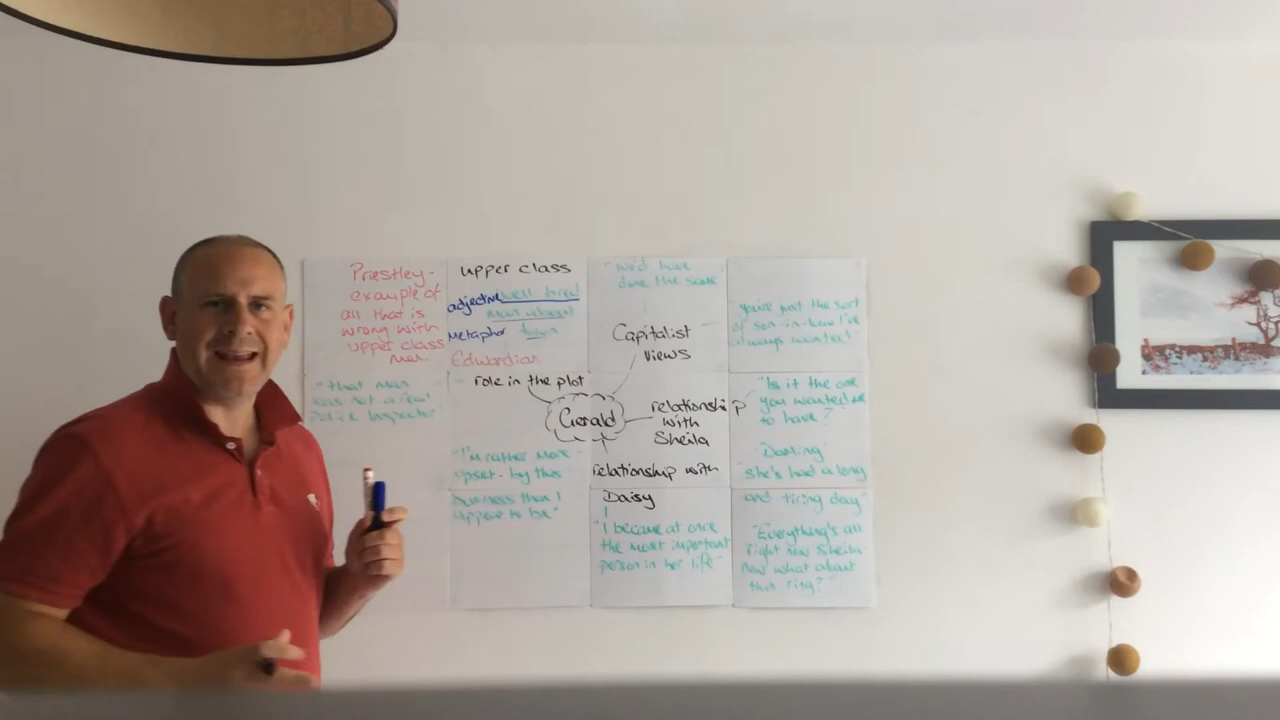 Priestley -
example of
all that is
wrong with
upper class
men.
"that man
was not a real
Police Inspector"
upper class
adjective well bred
man about
Metaphor town
Edwardian
role in the plot
"I'm rather more
upset - by this
business than I
appear to be"
"we'd have
done the same
Capitalist
views
Gerald
relationship
with
Sheila
relationship with
Daisy
"I became at once
the most important
person in her life"
"you're just the sort
of son-in-law I've
always wanted"
"Is it the one
you wanted me
to have?"
Darling
"she's had a long
and tiring day"
"Everything's all
right now Sheila
now what about
that ring?"